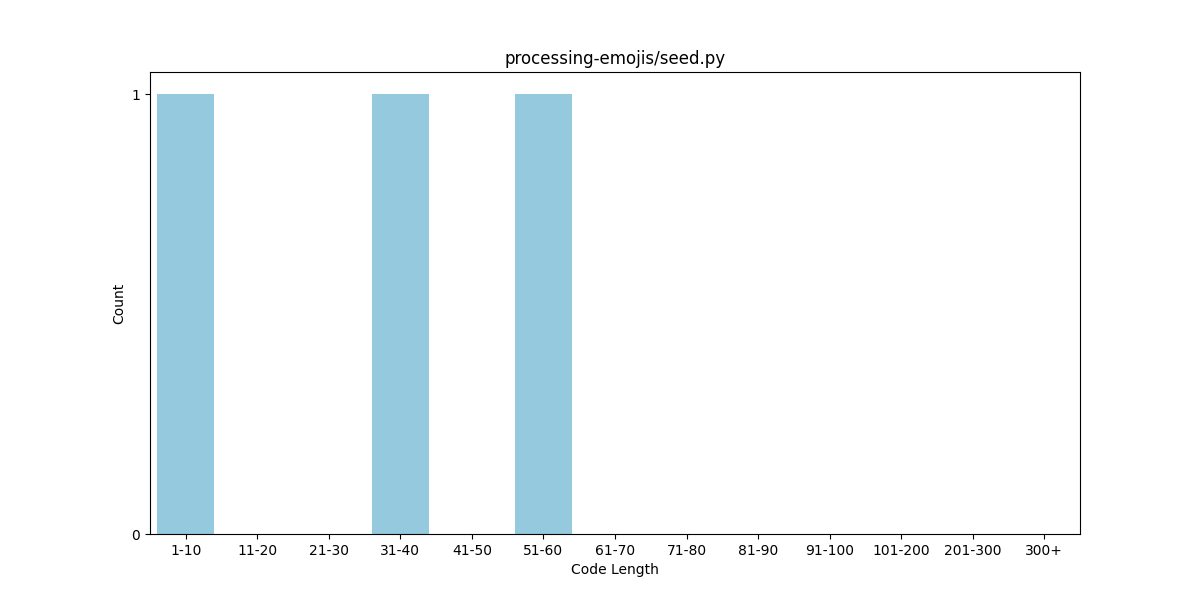 processing-emojis/seed.py
1
Count
0
1-10 11-20 21-30 31-40 41-50 51-60 61-70 71-80 81-90 91-100 101-200 201-300 300+
Code Length